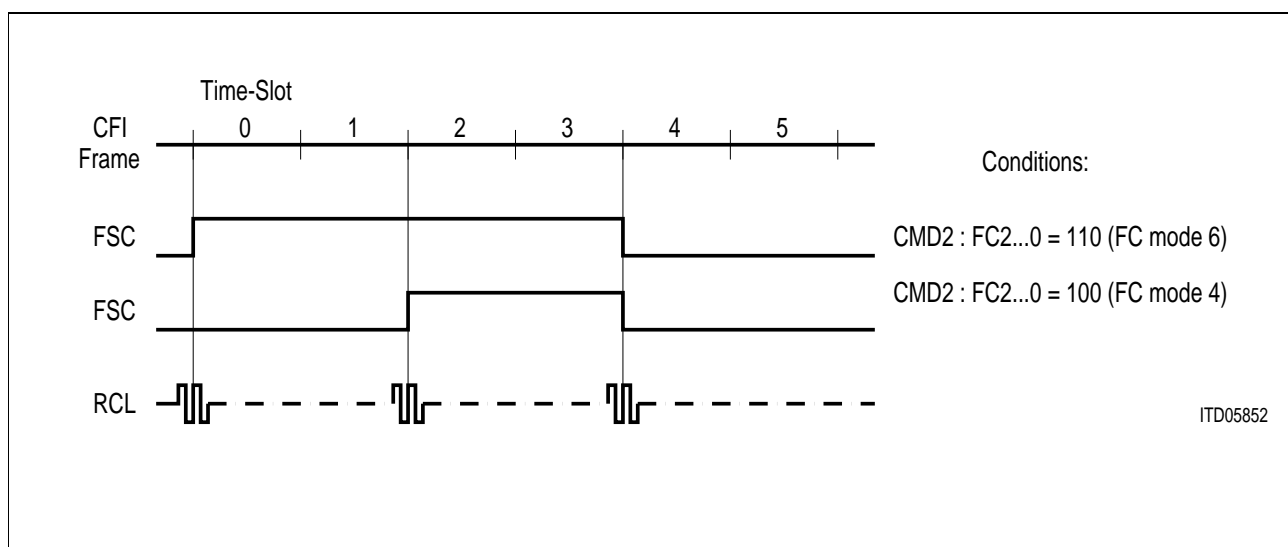 Time-Slot
CFI 0 1 2 3 4 5
Frame
Conditions:
FSC CMD2 : FC2...0 = 110 (FC mode 6)
FSC CMD2 : FC2...0 = 100 (FC mode 4)
RCL
ITD05852